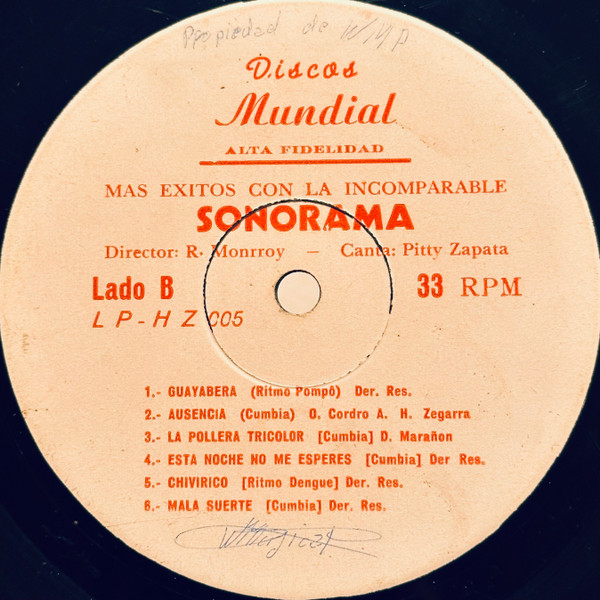 Propiedad de WMP
Discos
Mundial
ALTA FIDELIDAD
MAS EXITOS CON LA INCOMPARABLE
SONORAMA
Director: R. Monrroy — Canta: Pitty Zapata
Lado B 33 RPM
LP-HZ 005
1.- GUAYABERA (Ritmo Pompó) Der. Res.
2.- AUSENCIA (Cumbia) O. Cordro A. H. Zegarra
3.- LA POLLERA TRICOLOR [Cumbia] D. Marañon
4.- ESTA NOCHE NO ME ESPERES [Cumbia] Der Res.
5.- CHIVIRICO [Ritmo Dengue] Der. Res.
6.- MALA SUERTE [Cumbia] Der. Res.